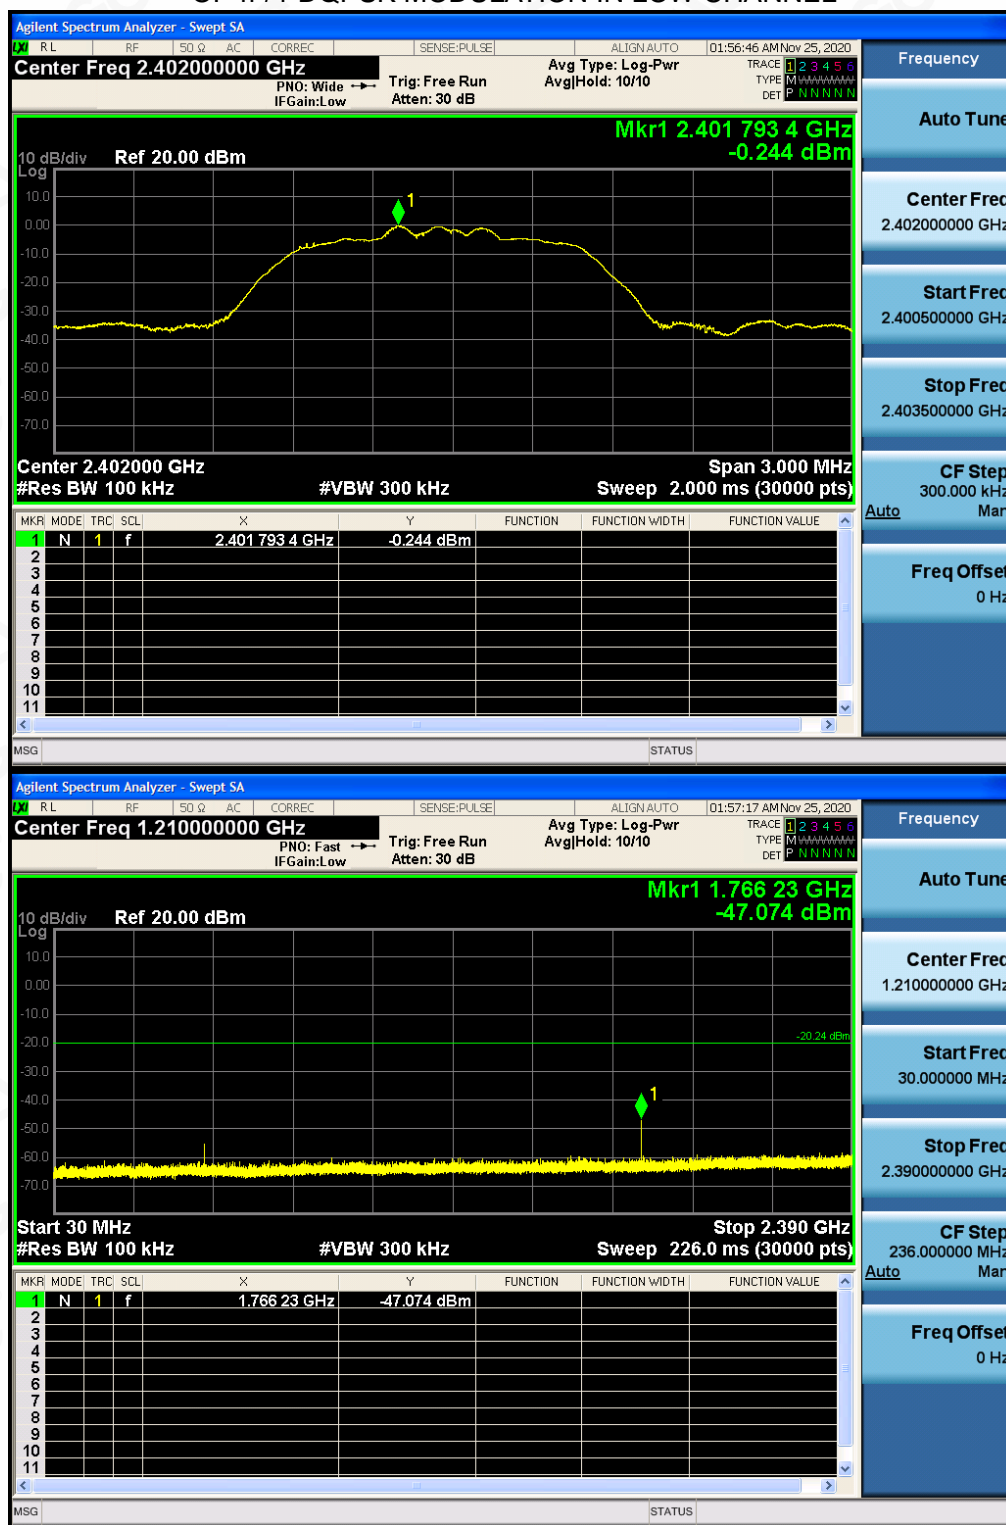 OF π/4-DQPSK MODULATION IN LOW CHANNEL
Agilent Spectrum Analyzer - Swept SA
LXI RL RF 50 Ω AC CORREC SENSE:PULSE ALIGN AUTO 01:56:46 AM Nov 25, 2020
Center Freq 2.402000000 GHz
PNO: Wide
IFGain:Low
Trig: Free Run
Atten: 30 dB
Avg Type: Log-Pwr
Avg|Hold: 10/10
TRACE 1 2 3 4 5 6
TYPE M
DET P N N N N N
Mkr1 2.401 793 4 GHz
-0.244 dBm
10 dB/div Ref 20.00 dBm
Log
10.0
0.00
-10.0
-20.0
-30.0
-40.0
-50.0
-60.0
-70.0
1
Center 2.402000 GHz Span 3.000 MHz
#Res BW 100 kHz #VBW 300 kHz Sweep 2.000 ms (30000 pts)
MKR MODE TRC SCL X Y FUNCTION FUNCTION WIDTH FUNCTION VALUE
1 N 1 f 2.401 793 4 GHz -0.244 dBm
2
3
4
5
6
7
8
9
10
11
MSG STATUS
Frequency
Auto Tune
Center Freq
2.402000000 GHz
Start Freq
2.400500000 GHz
Stop Freq
2.403500000 GHz
CF Step
300.000 kHz
Auto Man
Freq Offset
0 Hz
Agilent Spectrum Analyzer - Swept SA
LXI RL RF 50 Ω AC CORREC SENSE:PULSE ALIGN AUTO 01:57:17 AM Nov 25, 2020
Center Freq 1.210000000 GHz
PNO: Fast
IFGain:Low
Trig: Free Run
Atten: 30 dB
Avg Type: Log-Pwr
Avg|Hold: 10/10
TRACE 1 2 3 4 5 6
TYPE M
DET P N N N N N
Mkr1 1.766 23 GHz
-47.074 dBm
10 dB/div Ref 20.00 dBm
Log
10.0
0.00
-10.0
-20.0
-30.0
-40.0
-50.0
-60.0
-70.0
-20.24 dBm
1
Start 30 MHz Stop 2.390 GHz
#Res BW 100 kHz #VBW 300 kHz Sweep 226.0 ms (30000 pts)
MKR MODE TRC SCL X Y FUNCTION FUNCTION WIDTH FUNCTION VALUE
1 N 1 f 1.766 23 GHz -47.074 dBm
2
3
4
5
6
7
8
9
10
11
MSG STATUS
Frequency
Auto Tune
Center Freq
1.210000000 GHz
Start Freq
30.000000 MHz
Stop Freq
2.390000000 GHz
CF Step
236.000000 MHz
Auto Man
Freq Offset
0 Hz